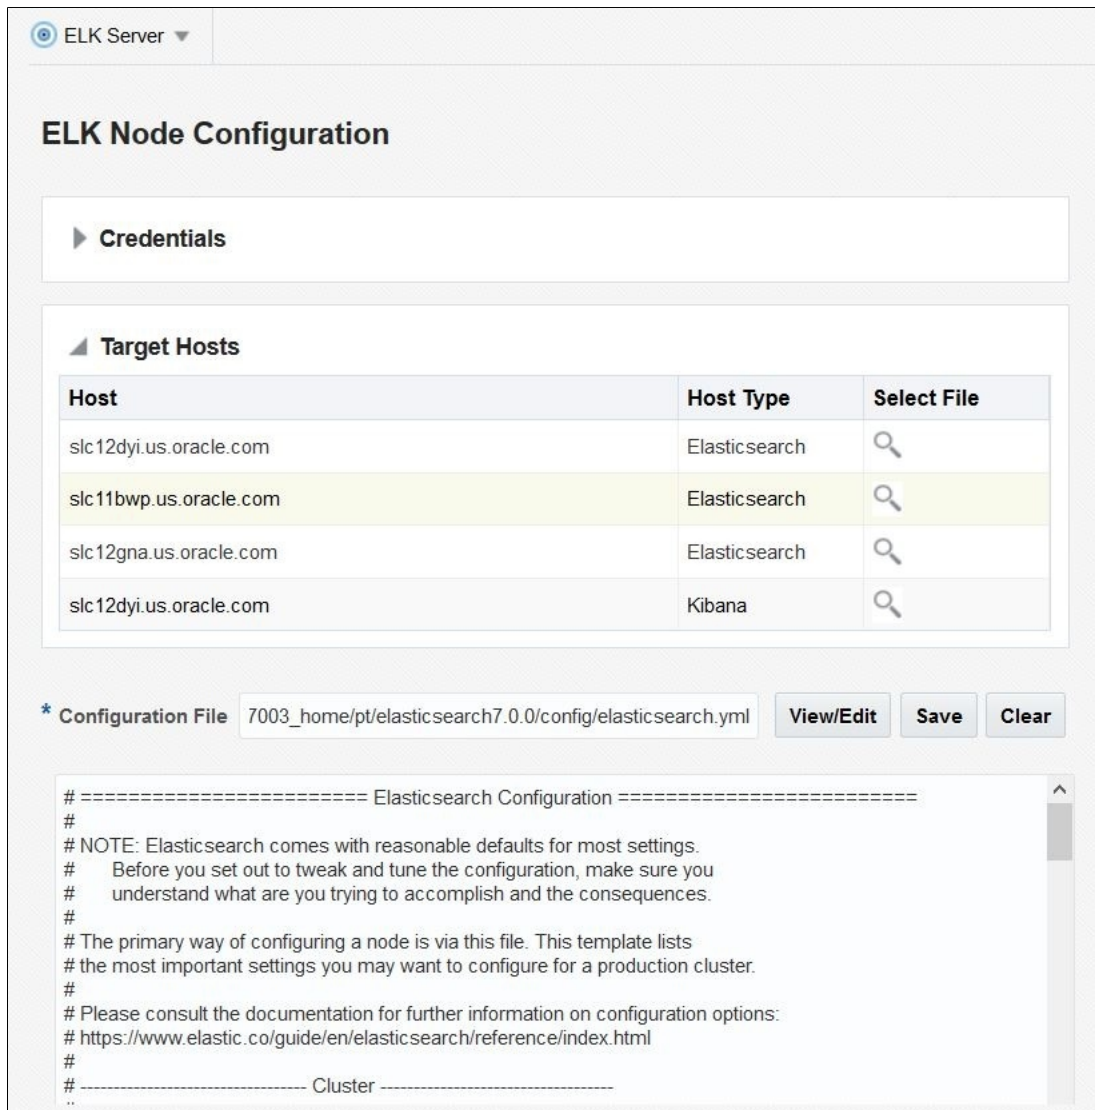 ELK Server
ELK Node Configuration
Credentials
Target Hosts
Host Host Type Select File
slc12dyi.us.oracle.com Elasticsearch
slc11bwp.us.oracle.com Elasticsearch
slc12gna.us.oracle.com Elasticsearch
slc12dyi.us.oracle.com Kibana
* Configuration File 7003_home/pt/elasticsearch7.0.0/config/elasticsearch.yml View/Edit Save Clear
# ======================== Elasticsearch Configuration =========================
#
# NOTE: Elasticsearch comes with reasonable defaults for most settings.
# Before you set out to tweak and tune the configuration, make sure you
# understand what are you trying to accomplish and the consequences.
#
# The primary way of configuring a node is via this file. This template lists
# the most important settings you may want to configure for a production cluster.
#
# Please consult the documentation for further information on configuration options:
# https://www.elastic.co/guide/en/elasticsearch/reference/index.html
#
# ---------------------------------- Cluster -----------------------------------